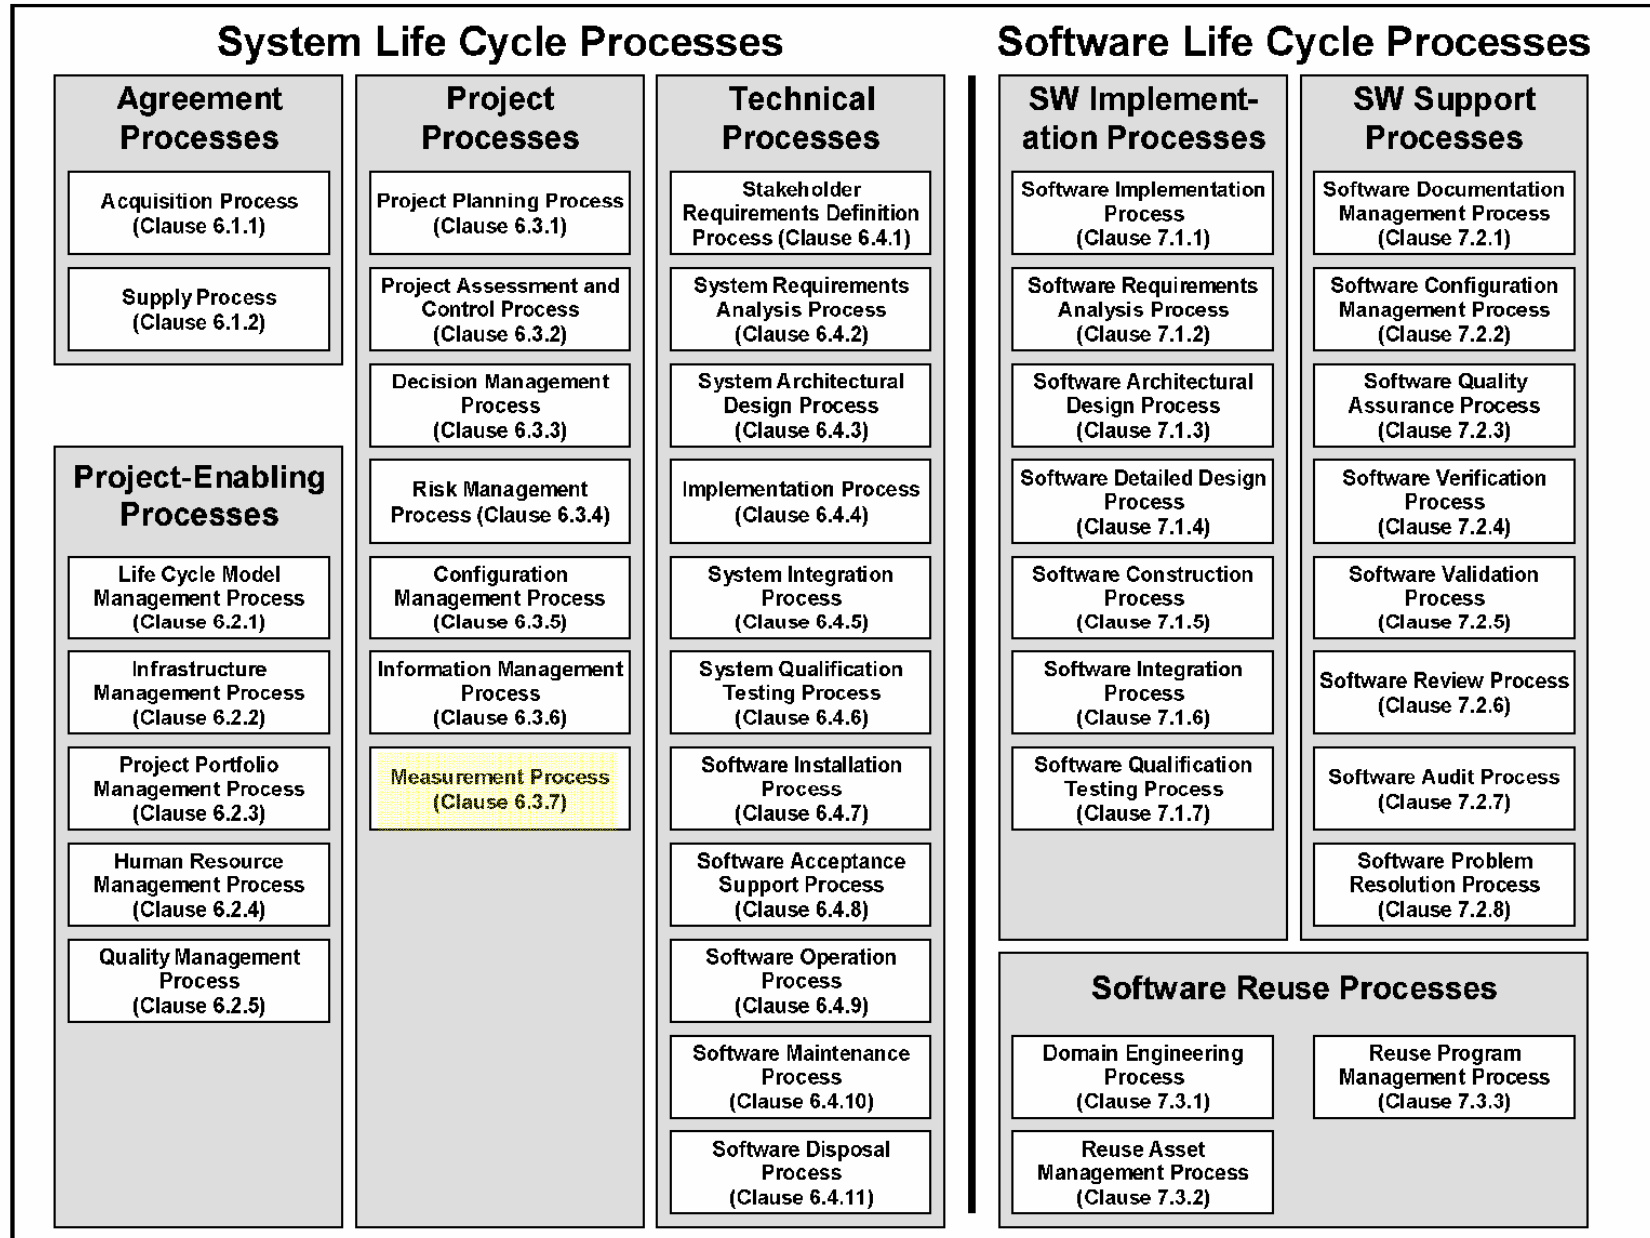 System Life Cycle Processes
Software Life Cycle Processes
Agreement
Processes
Acquisition Process
(Clause 6.1.1)
Supply Process
(Clause 6.1.2)
Project-Enabling
Processes
Life Cycle Model
Management Process
(Clause 6.2.1)
Infrastructure
Management Process
(Clause 6.2.2)
Project Portfolio
Management Process
(Clause 6.2.3)
Human Resource
Management Process
(Clause 6.2.4)
Quality Management
Process
(Clause 6.2.5)
Project
Processes
Project Planning Process
(Clause 6.3.1)
Project Assessment and
Control Process
(Clause 6.3.2)
Decision Management
Process
(Clause 6.3.3)
Risk Management
Process (Clause 6.3.4)
Configuration
Management Process
(Clause 6.3.5)
Information Management
Process
(Clause 6.3.6)
Measurement Process
(Clause 6.3.7)
Technical
Processes
Stakeholder
Requirements Definition
Process (Clause 6.4.1)
System Requirements
Analysis Process
(Clause 6.4.2)
System Architectural
Design Process
(Clause 6.4.3)
Implementation Process
(Clause 6.4.4)
System Integration
Process
(Clause 6.4.5)
System Qualification
Testing Process
(Clause 6.4.6)
Software Installation
Process
(Clause 6.4.7)
Software Acceptance
Support Process
(Clause 6.4.8)
Software Operation
Process
(Clause 6.4.9)
Software Maintenance
Process
(Clause 6.4.10)
Software Disposal
Process
(Clause 6.4.11)
SW Implement-
ation Processes
Software Implementation
Process
(Clause 7.1.1)
Software Requirements
Analysis Process
(Clause 7.1.2)
Software Architectural
Design Process
(Clause 7.1.3)
Software Detailed Design
Process
(Clause 7.1.4)
Software Construction
Process
(Clause 7.1.5)
Software Integration
Process
(Clause 7.1.6)
Software Qualification
Testing Process
(Clause 7.1.7)
SW Support
Processes
Software Documentation
Management Process
(Clause 7.2.1)
Software Configuration
Management Process
(Clause 7.2.2)
Software Quality
Assurance Process
(Clause 7.2.3)
Software Verification
Process
(Clause 7.2.4)
Software Validation
Process
(Clause 7.2.5)
Software Review Process
(Clause 7.2.6)
Software Audit Process
(Clause 7.2.7)
Software Problem
Resolution Process
(Clause 7.2.8)
Software Reuse Processes
Domain Engineering
Process
(Clause 7.3.1)
Reuse Asset
Management Process
(Clause 7.3.2)
Reuse Program
Management Process
(Clause 7.3.3)